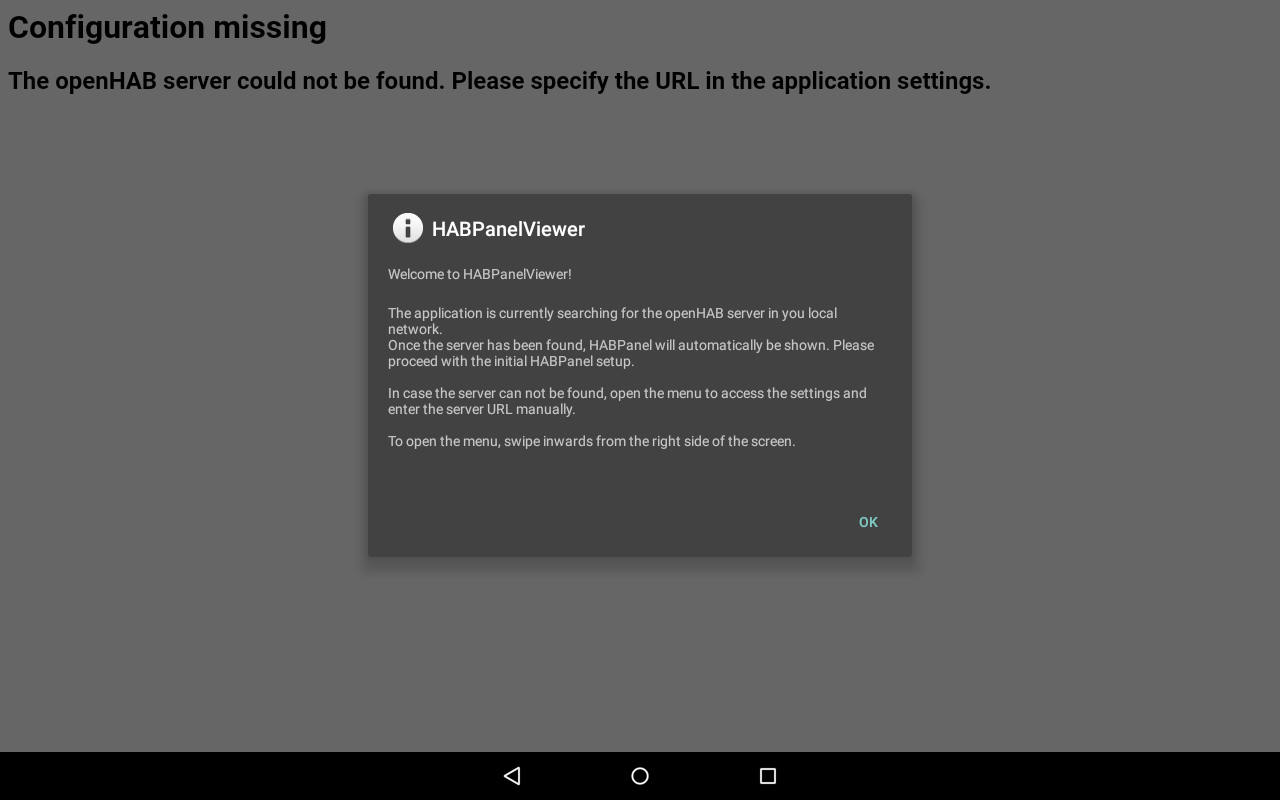 Configuration missing
The openHAB server could not be found. Please specify the URL in the application settings.
HABPanelViewer
Welcome to HABPanelViewer!
The application is currently searching for the openHAB server in you local
network.
Once the server has been found, HABPanel will automatically be shown. Please
proceed with the initial HABPanel setup.
In case the server can not be found, open the menu to access the settings and
enter the server URL manually.
To open the menu, swipe inwards from the right side of the screen.
OK